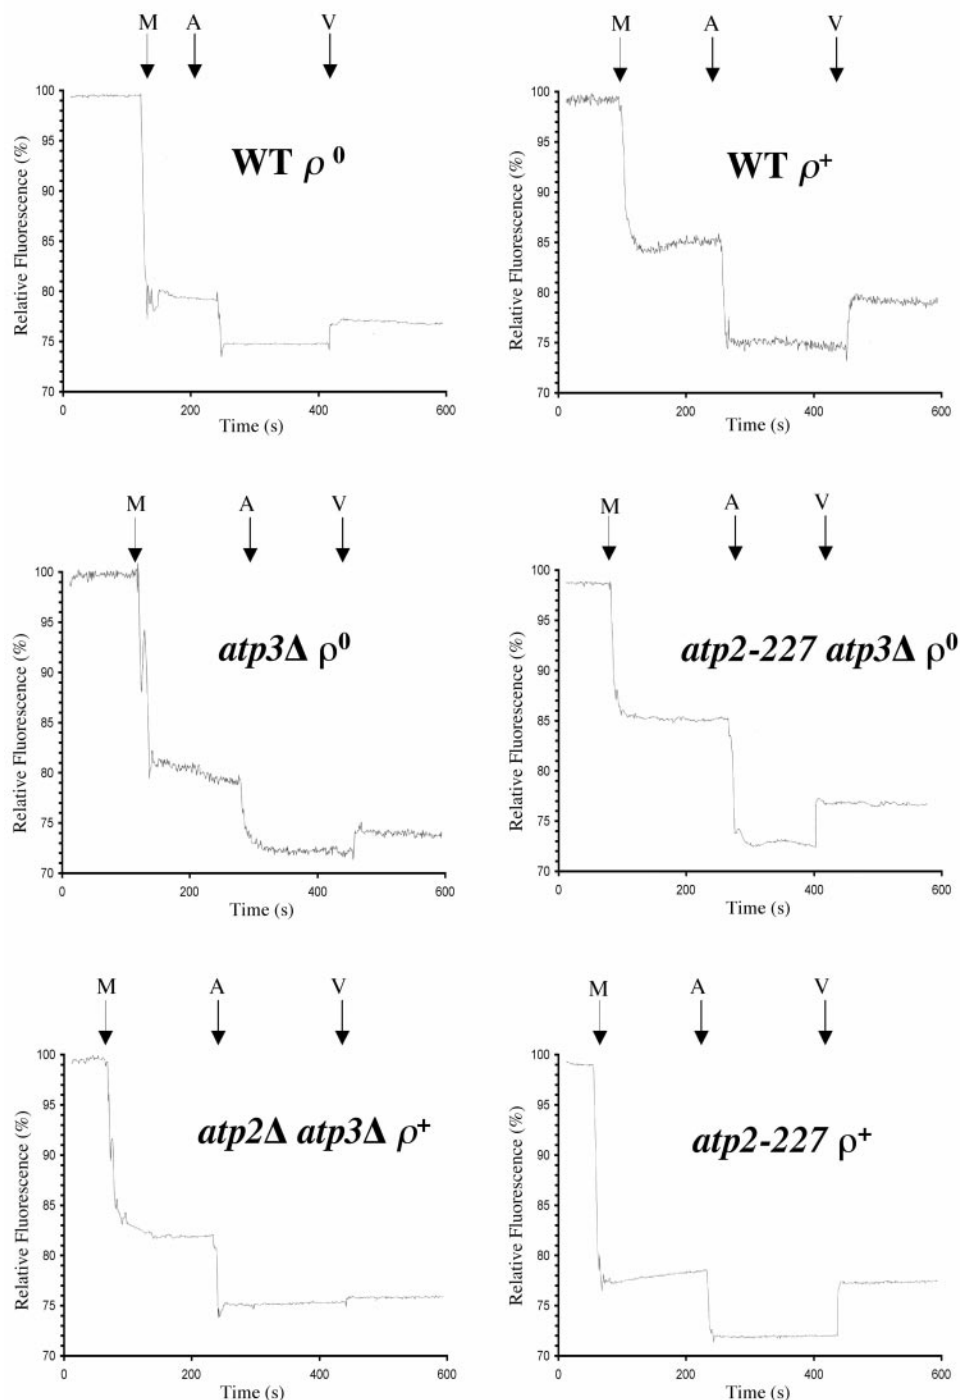 M A V
Relative Fluorescence (%)
100
95
90
85
80
75
70
WT ρ⁰
0 200 400 600
Time (s)
M A V
Relative Fluorescence (%)
100
95
90
85
80
75
70
WT ρ⁺
0 200 400 600
Time (s)
M A V
Relative Fluorescence (%)
100
95
90
85
80
75
70
atp3Δ ρ⁰
0 200 400 600
Time (s)
M A V
Relative Fluorescence (%)
100
95
90
85
80
75
70
atp2-227 atp3Δ ρ⁰
0 200 400 600
Time (s)
M A V
Relative Fluorescence (%)
100
95
90
85
80
75
70
atp2Δ atp3Δ ρ⁺
0 200 400 600
Time (s)
M A V
Relative Fluorescence (%)
100
95
90
85
80
75
70
atp2-227 ρ⁺
0 200 400 600
Time (s)